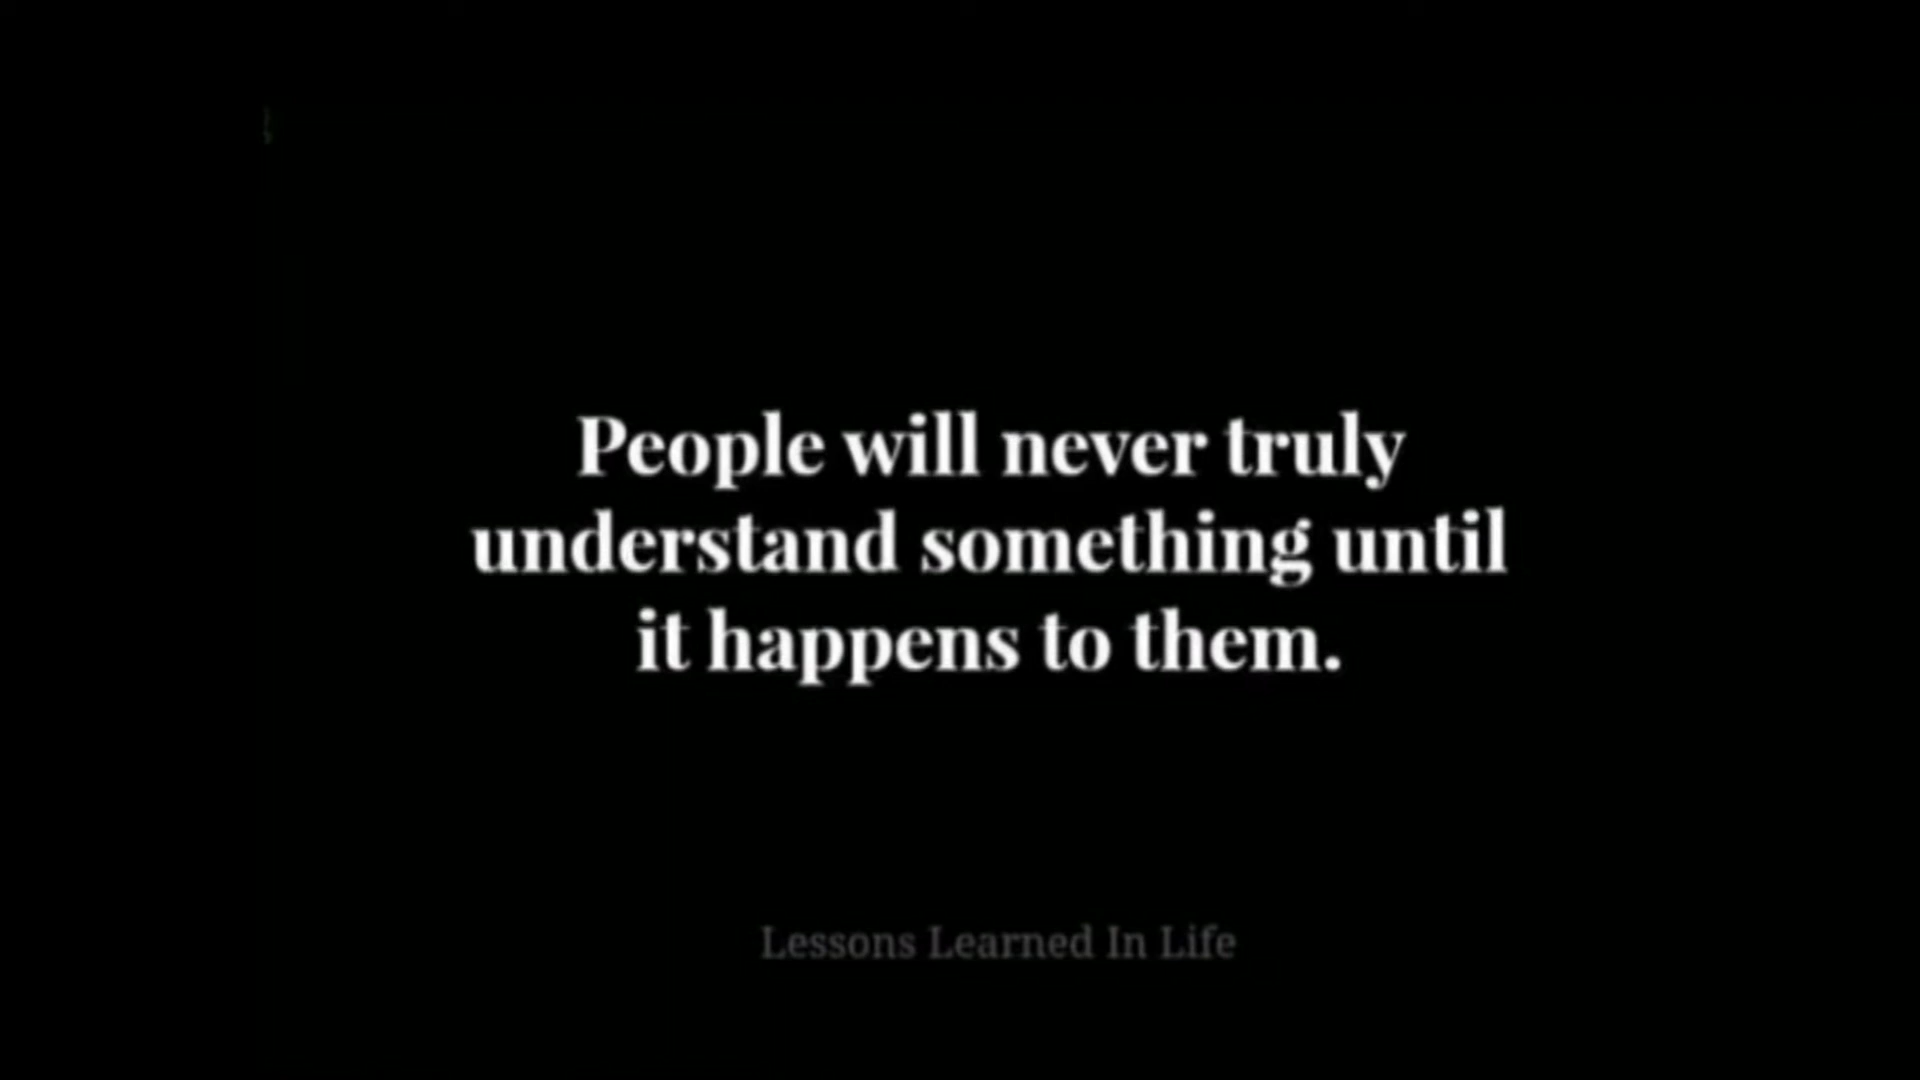 People will never truly
understand something until
it happens to them.
Lessons Learned In Life